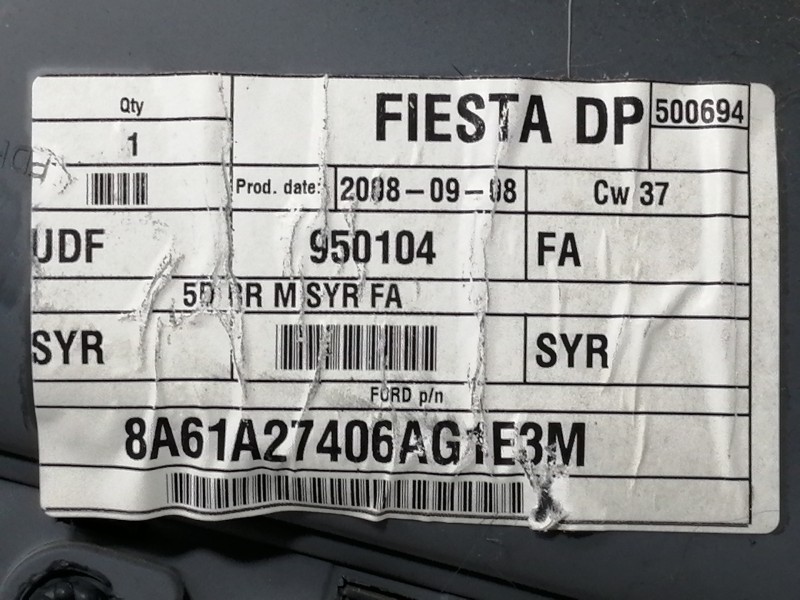 Qty
FIESTA DP
500694
1
Prod. date:
2008-09-08
Cw 37
UDF
950104
FA
5D RR M SYR FA
SYR
SYR
FORD p/n
8A61A27406AG1E3M